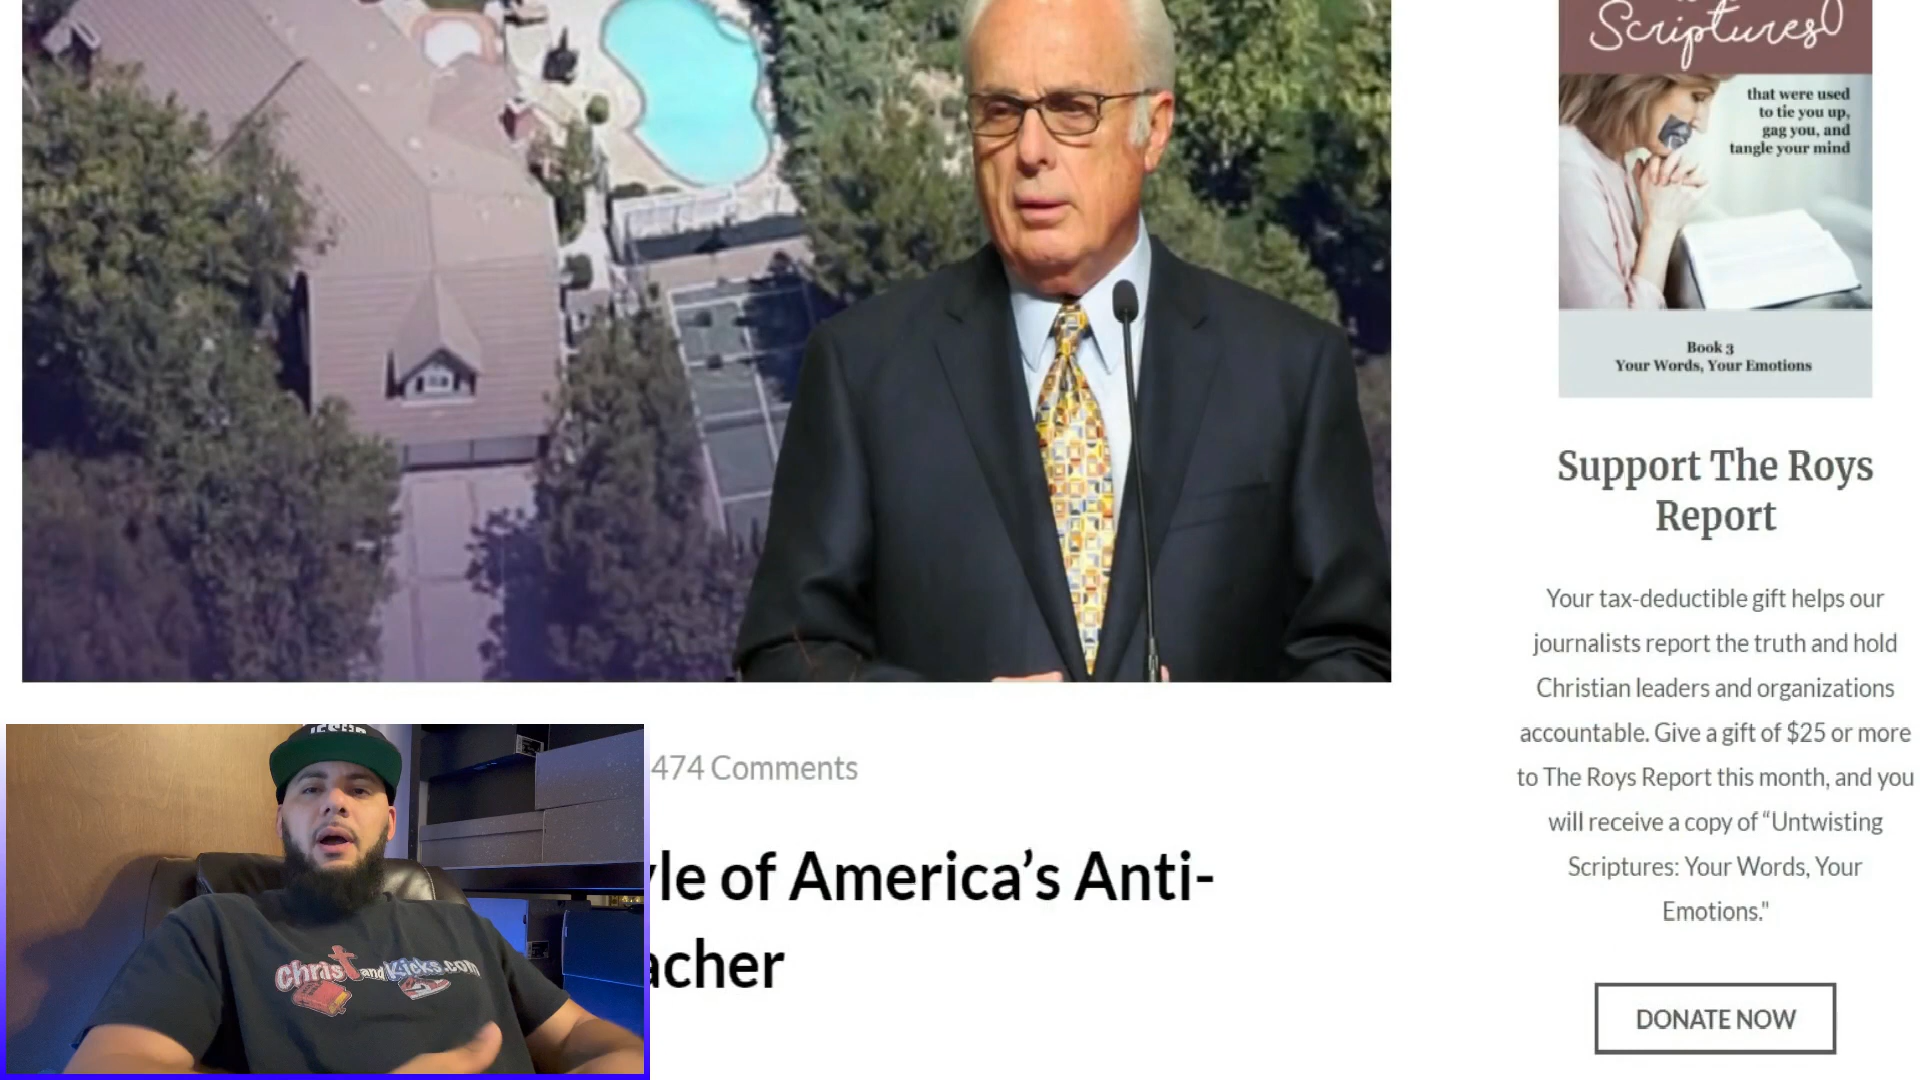 Scriptures
that were used
to tie you up,
gag you, and
tangle your mind
Book 3
Your Words, Your Emotions
Support The Roys
Report
Your tax-deductible gift helps our
journalists report the truth and hold
Christian leaders and organizations
accountable. Give a gift of $25 or more
to The Roys Report this month, and you
will receive a copy of “Untwisting
Scriptures: Your Words, Your
Emotions."
DONATE NOW
474 Comments
yle of America’s Anti-
acher
Christ and Kicks.com